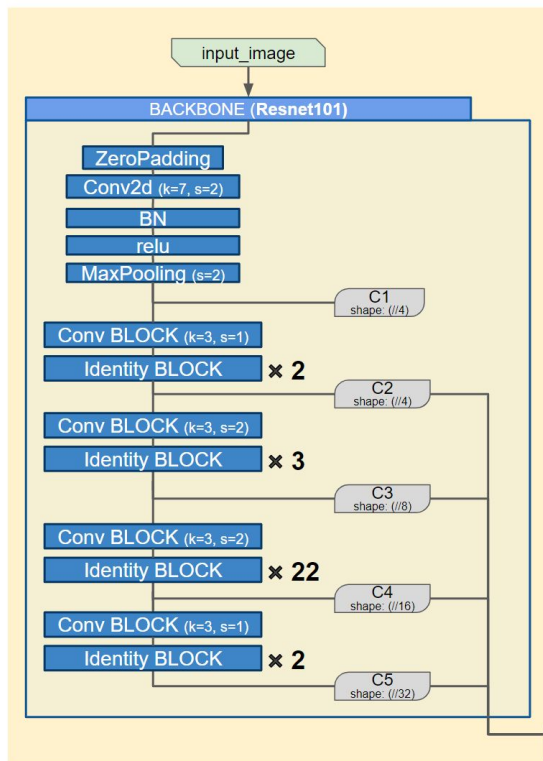 input_image
BACKBONE (Resnet101)
ZeroPadding
Conv2d (k=7, s=2)
BN
relu
MaxPooling (s=2)
C1
shape: (//4)
Conv BLOCK (k=3, s=1)
Identity BLOCK × 2
C2
shape: (//4)
Conv BLOCK (k=3, s=2)
Identity BLOCK × 3
C3
shape: (//8)
Conv BLOCK (k=3, s=2)
Identity BLOCK × 22
C4
shape: (//16)
Conv BLOCK (k=3, s=1)
Identity BLOCK × 2
C5
shape: (//32)